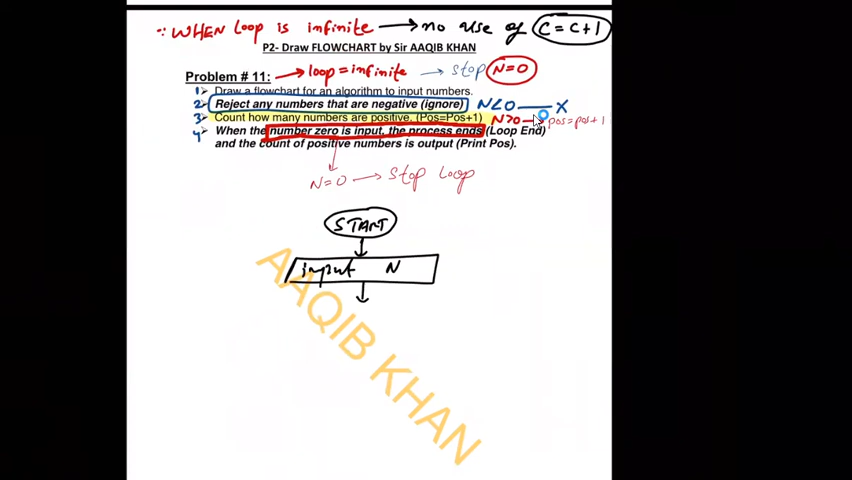 ∵ WHEN Loop is infinite → no use of C = C+1
P2- Draw FLOWCHART by Sir AAQIB KHAN
Problem # 11: → loop = infinite → stop N=0
1 ➢ Draw a flowchart for an algorithm to input numbers.
2 ➢ Reject any numbers that are negative (ignore) N<0 — X
3 ➢ Count how many numbers are positive. (Pos=Pos+1) N>0 → pos=pos+1
4 ➢ When the number zero is input, the process ends (Loop End)
and the count of positive numbers is output (Print Pos).
N=0 → Stop Loop
START
input N
AAQIB KHAN